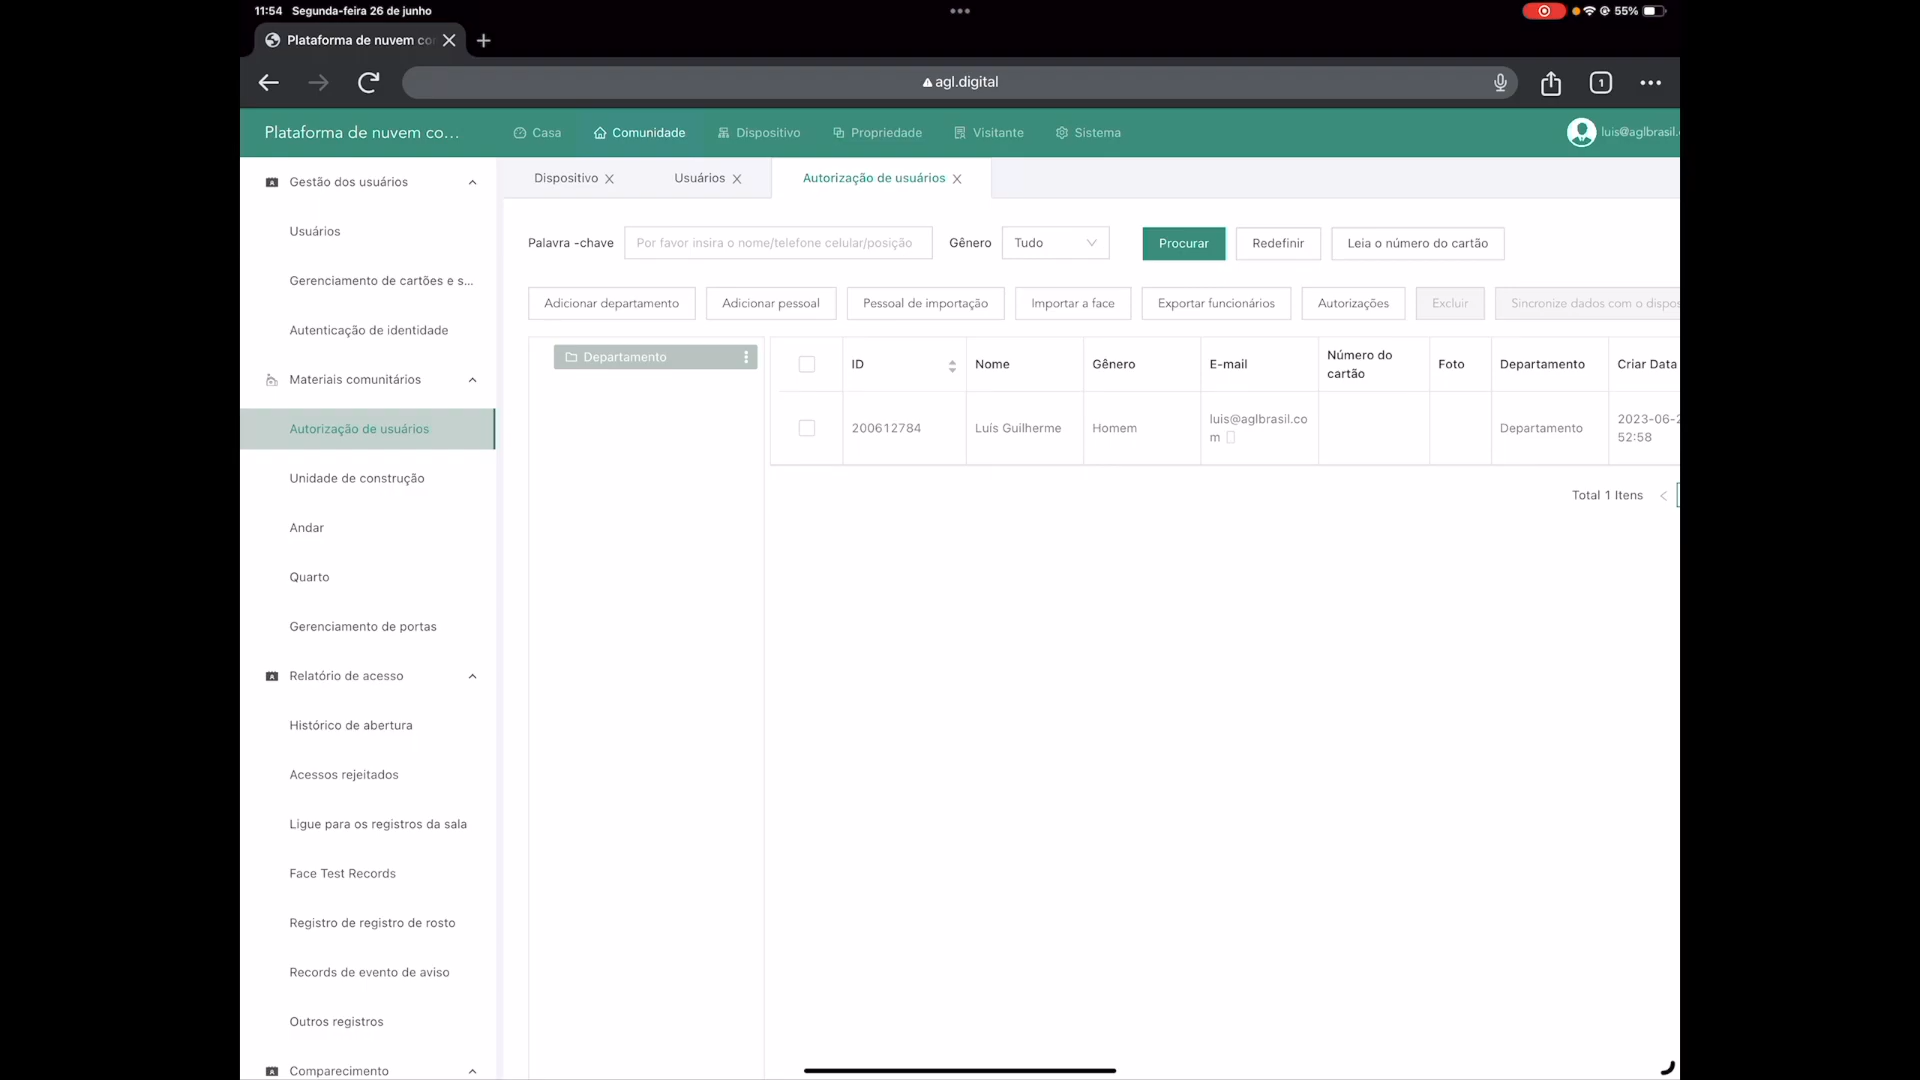 11:54 Segunda-feira 26 de junho
55%
Plataforma de nuvem co
agl.digital
1
Plataforma de nuvem co...
Casa
Comunidade
Dispositivo
Propriedade
Visitante
Sistema
luis@aglbrasil.
Gestão dos usuários
Usuários
Gerenciamento de cartões e s...
Autenticação de identidade
Materiais comunitários
Autorização de usuários
Unidade de construção
Andar
Quarto
Gerenciamento de portas
Relatório de acesso
Histórico de abertura
Acessos rejeitados
Ligue para os registros da sala
Face Test Records
Registro de registro de rosto
Records de evento de aviso
Outros registros
Comparecimento
Dispositivo
Usuários
Autorização de usuários
Palavra -chave
Por favor insira o nome/telefone celular/posição
Gênero
Tudo
Procurar
Redefinir
Leia o número do cartão
Adicionar departamento
Adicionar pessoal
Pessoal de importação
Importar a face
Exportar funcionários
Autorizações
Excluir
Sincronize dados com o dispos
Departamento
ID
Nome
Gênero
E-mail
Número do
cartão
Foto
Departamento
Criar Data
200612784
Luís Guilherme
Homem
luis@aglbrasil.co
m
Departamento
2023-06-2
52:58
Total 1 Itens